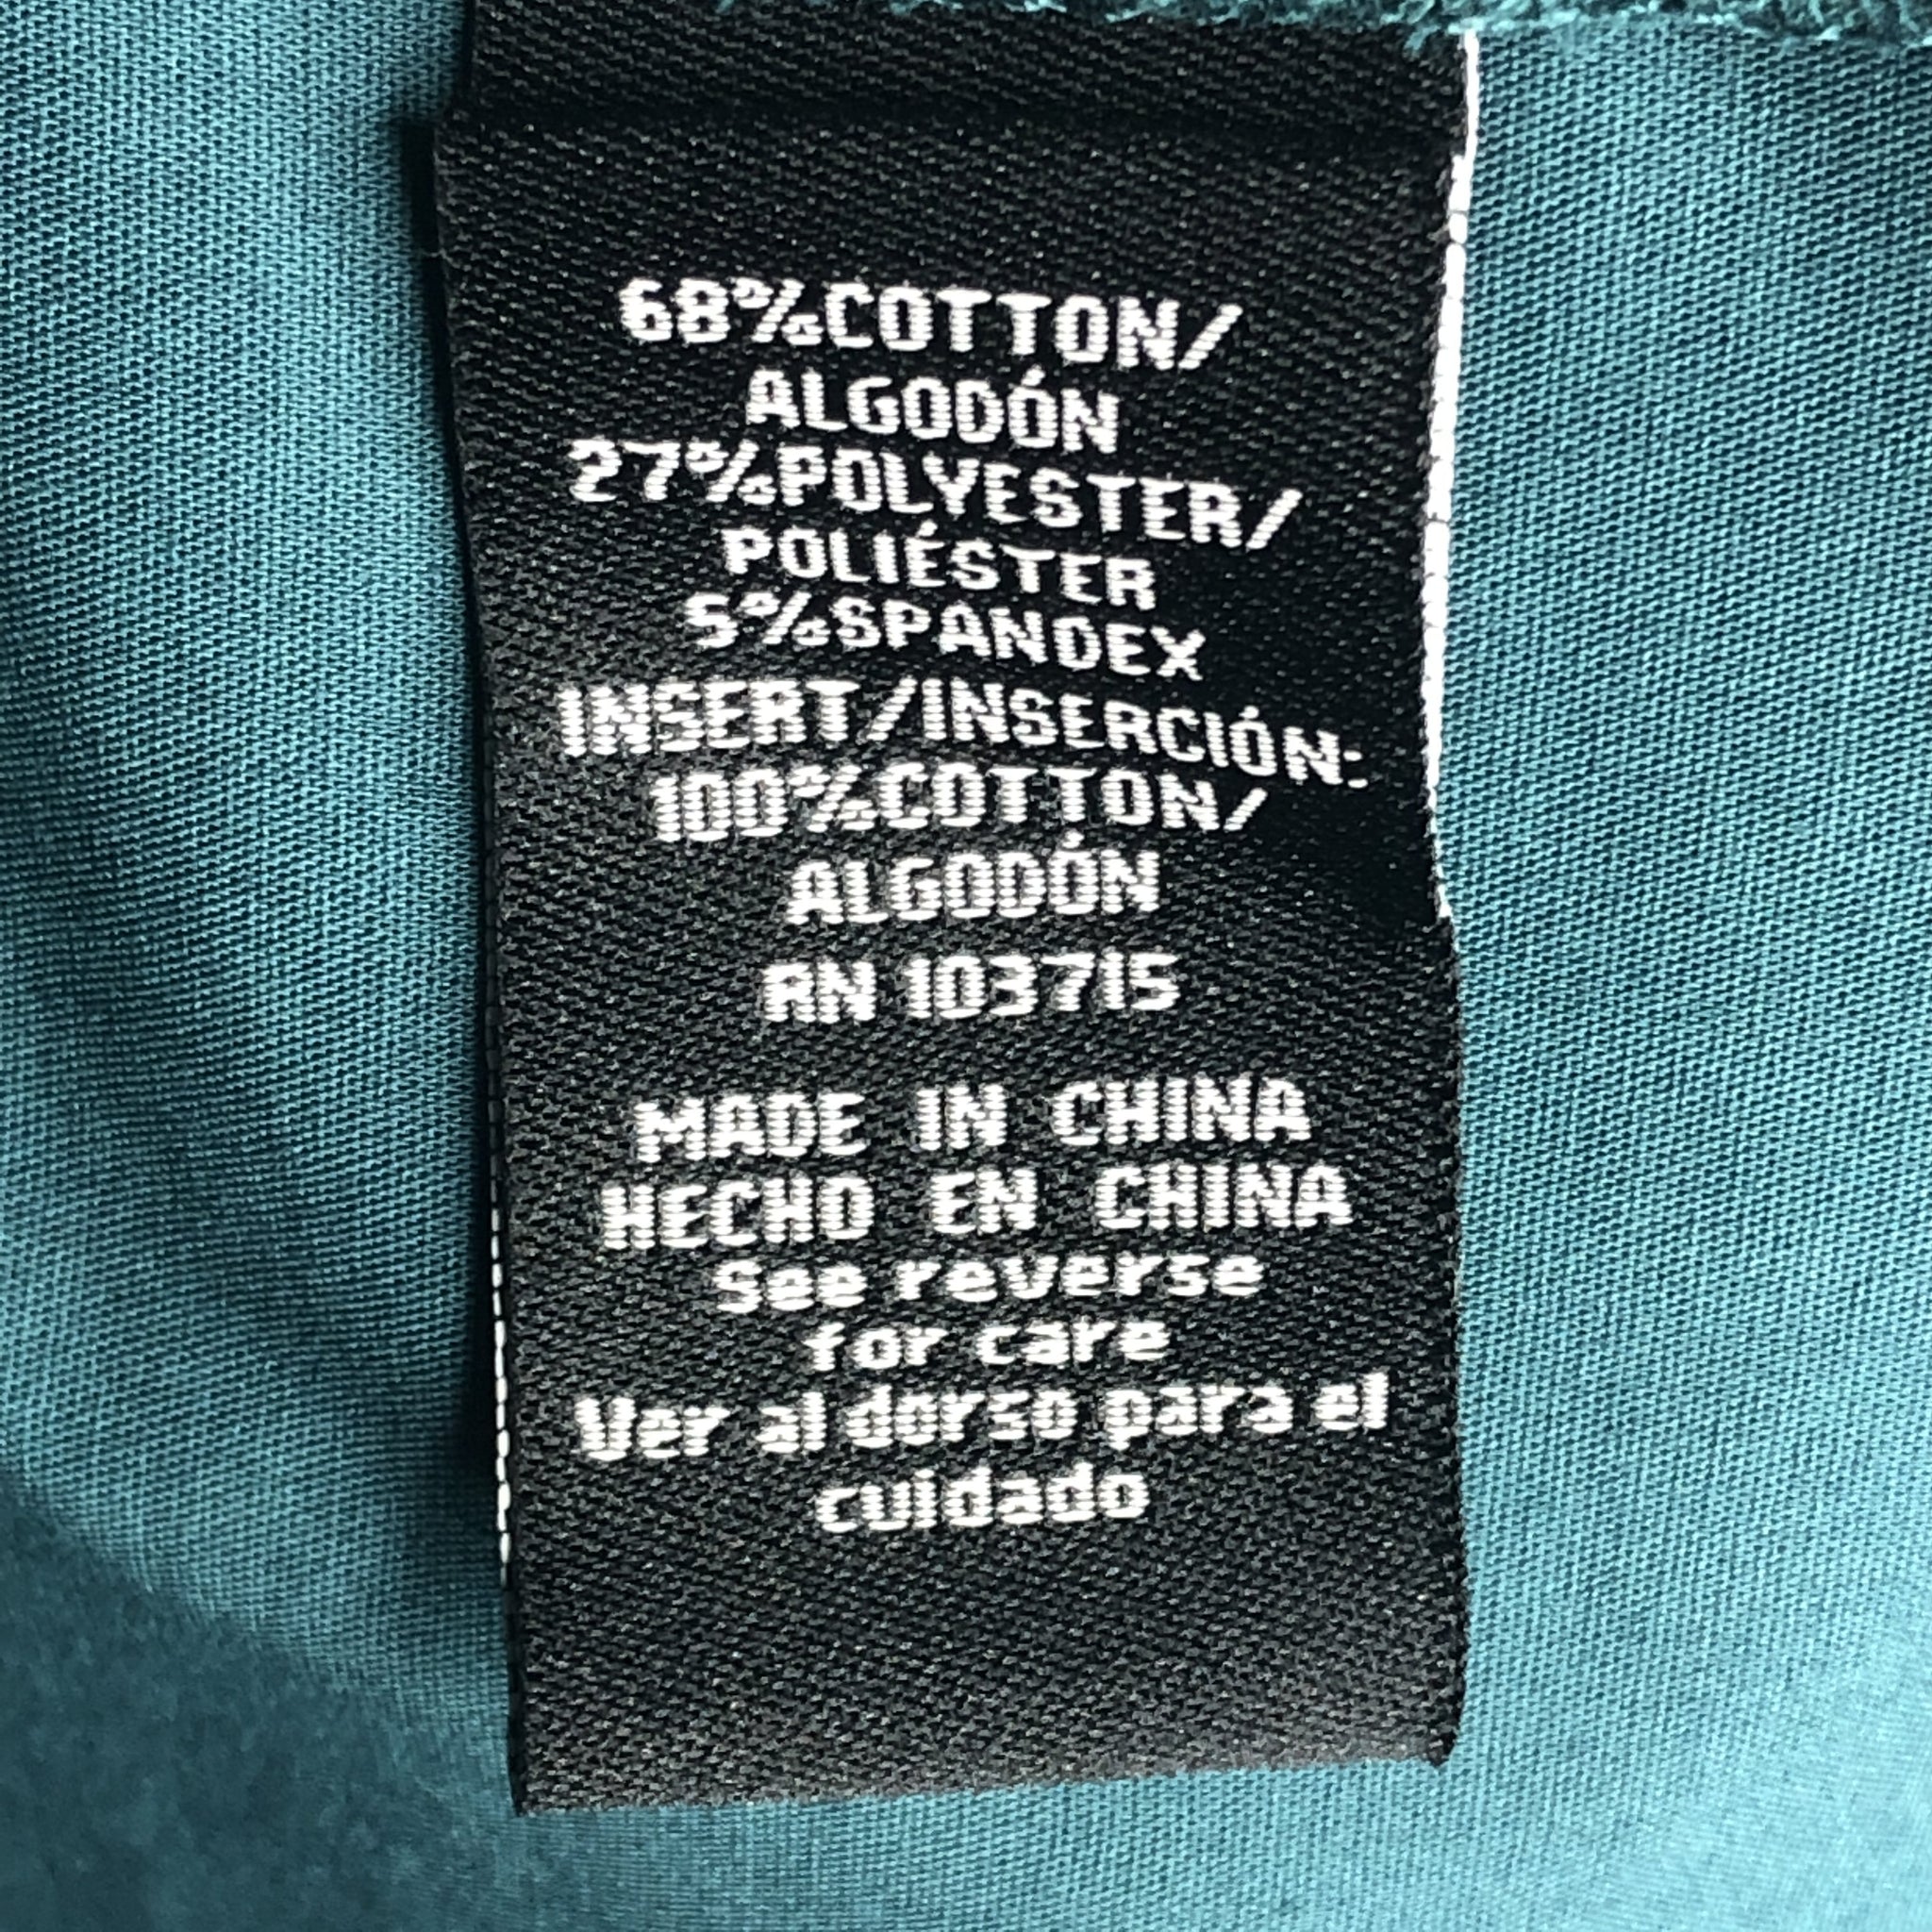 68%COTTON/
ALGODÓN
27%POLYESTER/
POLIÉSTER
5%SPANDEX
INSERT/INSERCIÓN:
100%COTTON/
ALGODÓN
RN 103715
MADE IN CHINA
HECHO EN CHINA
See reverse
for care
Ver al dorso para el
cuidado